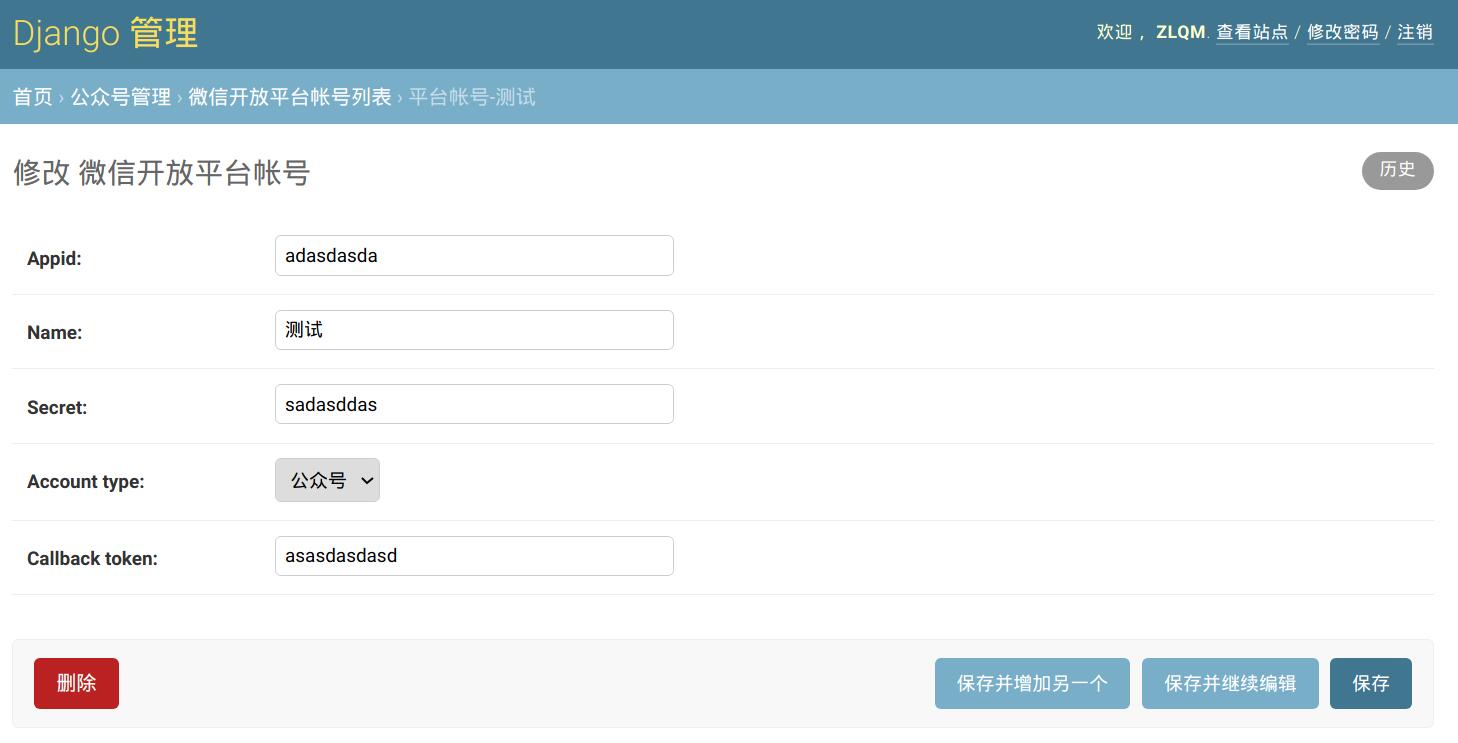 Django 管理
欢迎， ZLQM. 查看站点 / 修改密码 / 注销
首页 › 公众号管理 › 微信开放平台帐号列表 › 平台帐号-测试
修改 微信开放平台帐号
历史
Appid: adasdasda
Name: 测试
Secret: sadasddas
Account type: 公众号
Callback token: asasdasdasd
删除 保存并增加另一个 保存并继续编辑 保存